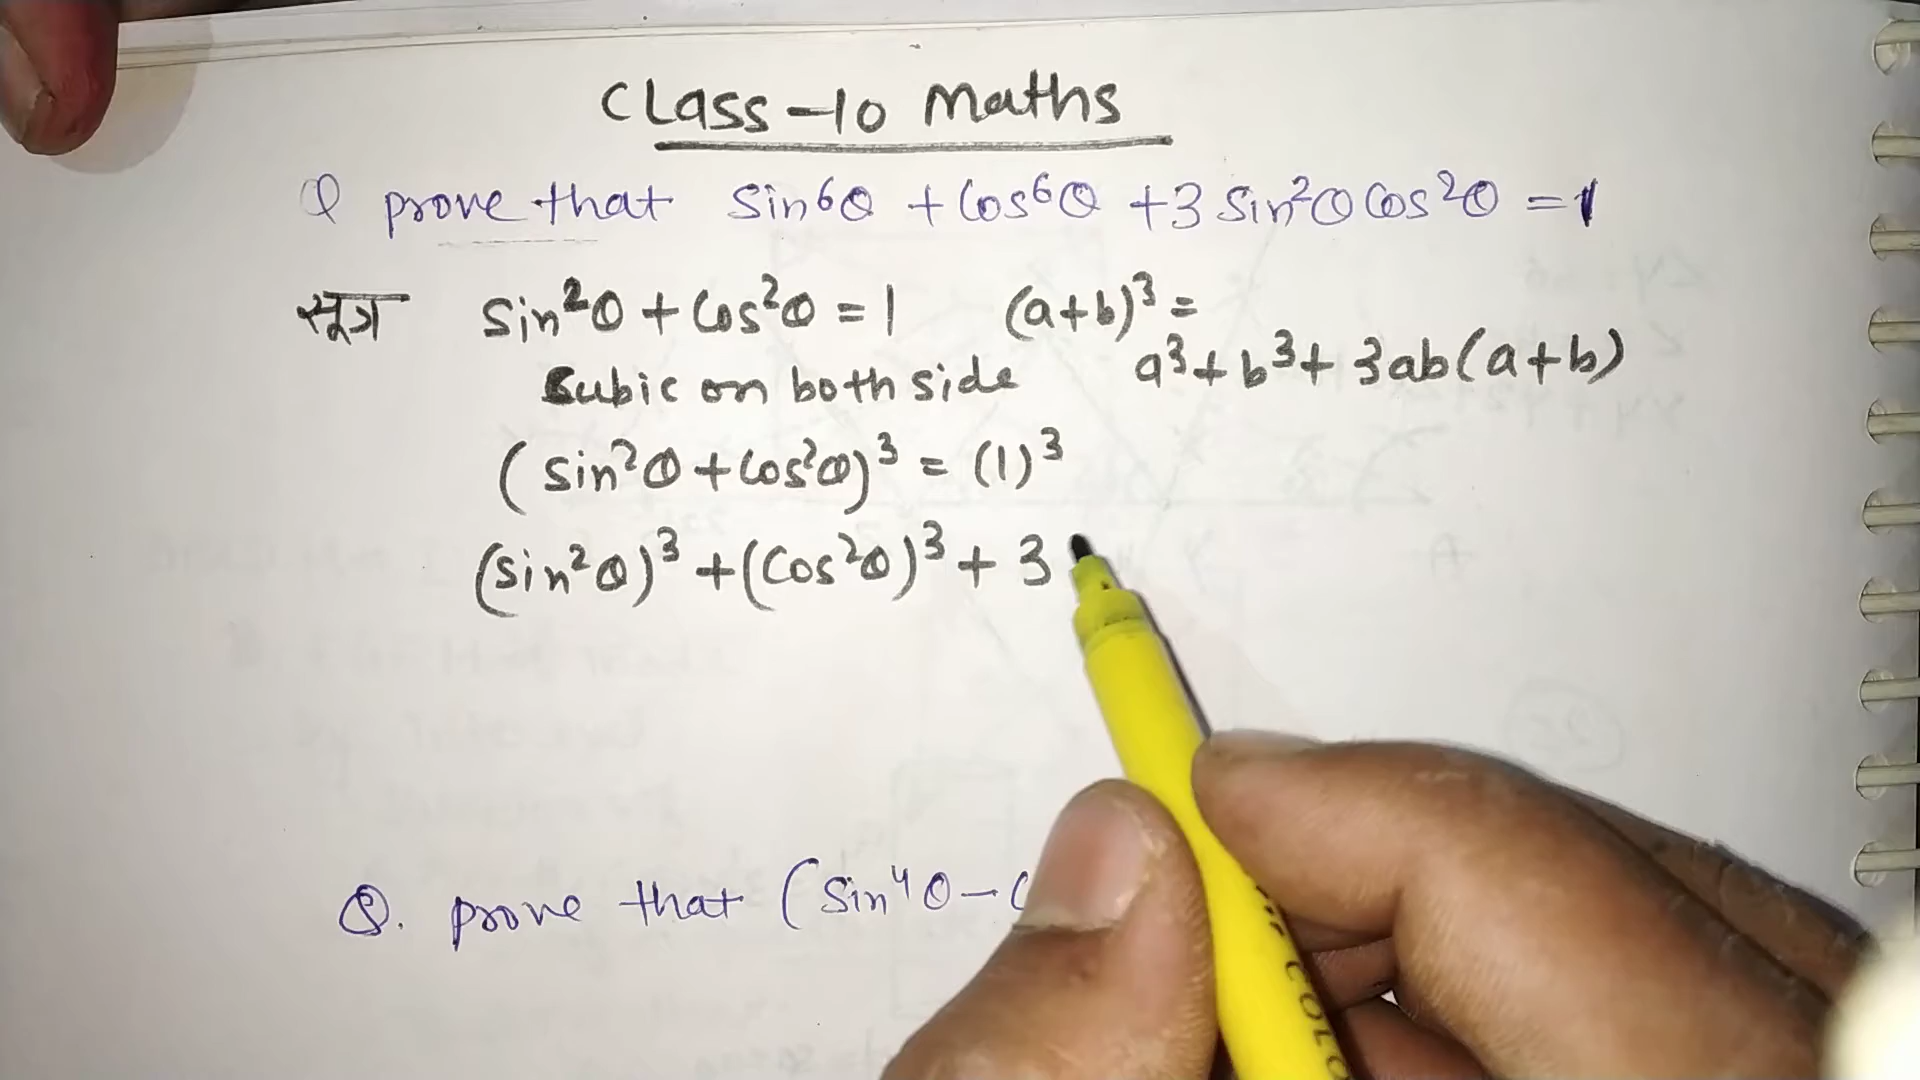 Class-10 Maths
Q prove that sin⁶θ + Cos⁶θ + 3 Sin²θ Cos²θ = 1
सूत्र Sin²θ + Cos²θ = 1 (a+b)³ =
Cubic on both side a³ + b³ + 3ab(a+b)
(sin²θ + Cos²θ)³ = (1)³
(sin²θ)³ + (Cos²θ)³ + 3
Q. prove that (Sin⁴θ - C